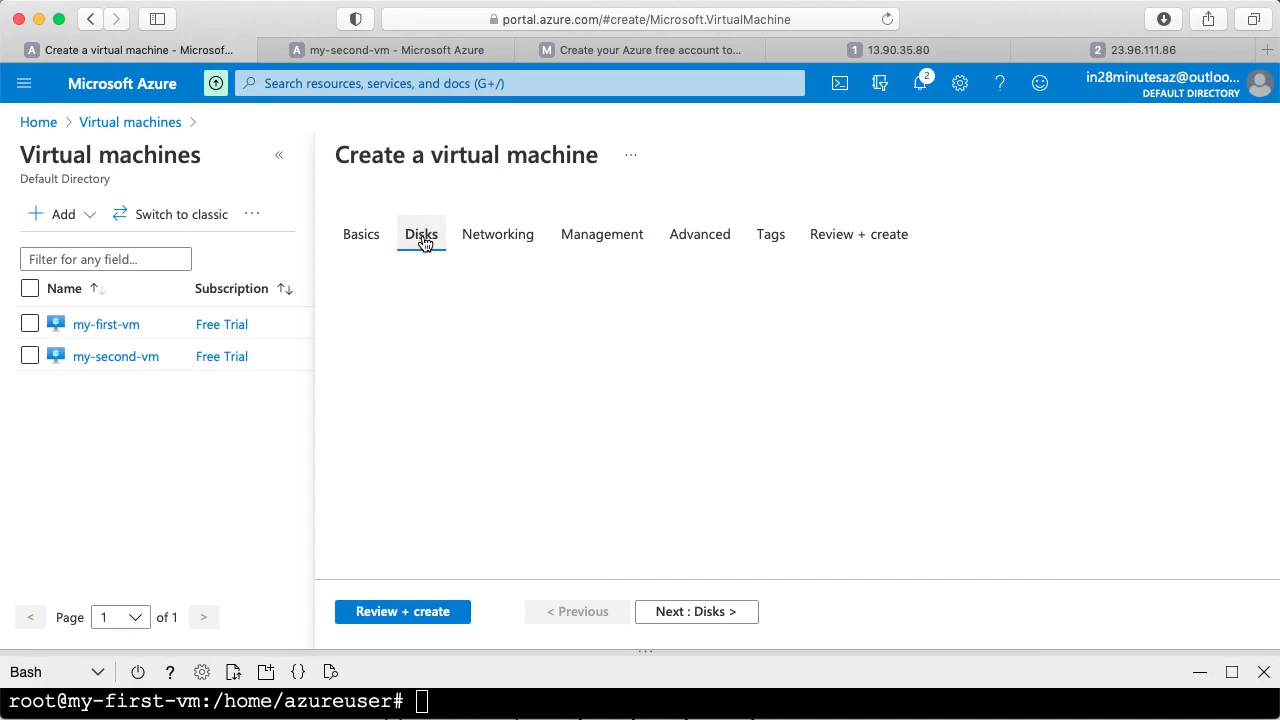 portal.azure.com/#create/Microsoft.VirtualMachine
A Create a virtual machine - Microsof...
A my-second-vm - Microsoft Azure
M Create your Azure free account to...
1 13.90.35.80
2 23.96.111.86
Microsoft Azure
Search resources, services, and docs (G+/)
2
in28minutesaz@outloo...
DEFAULT DIRECTORY
Home > Virtual machines >
Virtual machines
Default Directory
Add
Switch to classic
...
Filter for any field...
Name
Subscription
my-first-vm
Free Trial
my-second-vm
Free Trial
< Page 1 of 1 >
Create a virtual machine ...
Basics
Disks
Networking
Management
Advanced
Tags
Review + create
Review + create
< Previous
Next : Disks >
Bash
?
{}
root@my-first-vm:/home/azureuser#